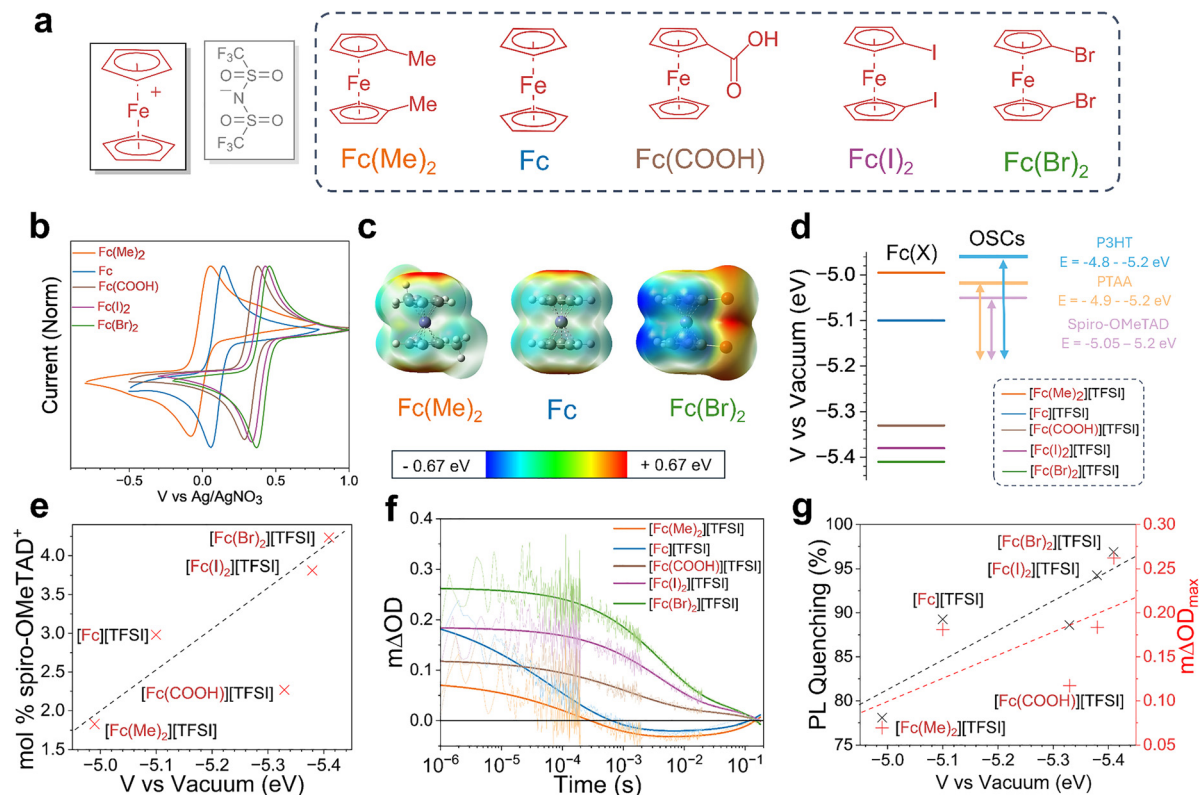 a
Fe
+
F₃C
O=S=O
N
−
O=S=O
F₃C
Me
Fe
Me
Fc(Me)₂
Fe
Fc
OH
O
Fe
Fc(COOH)
I
Fe
I
Fc(I)₂
Br
Fe
Br
Fc(Br)₂
b
Fc(Me)₂
Fc
Fc(COOH)
Fc(I)₂
Fc(Br)₂
Current (Norm)
−0.5 0.0 0.5 1.0
V vs Ag/AgNO₃
c
Fc(Me)₂ Fc Fc(Br)₂
- 0.67 eV + 0.67 eV
d
Fc(X) OSCs
V vs Vacuum (eV)
−5.0
−5.1
−5.2
−5.3
−5.4
P3HT
E = -4.8 - -5.2 eV
PTAA
E = - 4.9 --5.2 eV
Spiro-OMeTAD
E = -5.05 – 5.2 eV
[Fc(Me)₂][TFSI]
[Fc][TFSI]
[Fc(COOH)][TFSI]
[Fc(I)₂][TFSI]
[Fc(Br)₂][TFSI]
e
mol % spiro-OMeTAD⁺
4.0
3.5
3.0
2.5
2.0
1.5
[Fc(Br)₂][TFSI]
[Fc(I)₂][TFSI]
[Fc][TFSI]
[Fc(COOH)][TFSI]
[Fc(Me)₂][TFSI]
−5.0 −5.1 −5.2 −5.3 −5.4
V vs Vacuum (eV)
f
mΔOD
0.4
0.3
0.2
0.1
0.0
[Fc(Me)₂][TFSI]
[Fc][TFSI]
[Fc(COOH)][TFSI]
[Fc(I)₂][TFSI]
[Fc(Br)₂][TFSI]
10⁻⁶ 10⁻⁵ 10⁻⁴ 10⁻³ 10⁻² 10⁻¹
Time (s)
g
PL Quenching (%)
100
95
90
85
80
75
[Fc(Br)₂][TFSI]
[Fc(I)₂][TFSI]
[Fc][TFSI]
[Fc(COOH)][TFSI]
[Fc(Me)₂][TFSI]
0.30
0.25
0.20
0.15
0.10
0.05
mΔODmax
−5.0 −5.1 −5.2 −5.3 −5.4
V vs Vacuum (eV)